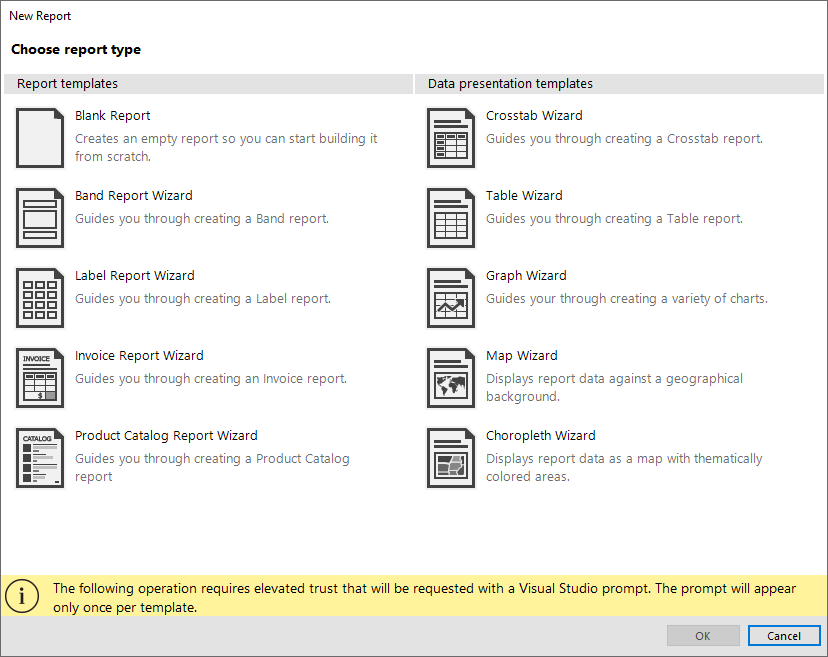 New Report
Choose report type
Report templates
Blank Report
Creates an empty report so you can start building it
from scratch.
Band Report Wizard
Guides you through creating a Band report.
Label Report Wizard
Guides you through creating a Label report.
INVOICE
$
Invoice Report Wizard
Guides you through creating an Invoice report.
CATALOG
Product Catalog Report Wizard
Guides you through creating a Product Catalog
report
Data presentation templates
Crosstab Wizard
Guides you through creating a Crosstab report.
Table Wizard
Guides you through creating a Table report.
Graph Wizard
Guides your through creating a variety of charts.
Map Wizard
Displays report data against a geographical
background.
Choropleth Wizard
Displays report data as a map with thematically
colored areas.
i
The following operation requires elevated trust that will be requested with a Visual Studio prompt. The prompt will appear
only once per template.
OK
Cancel